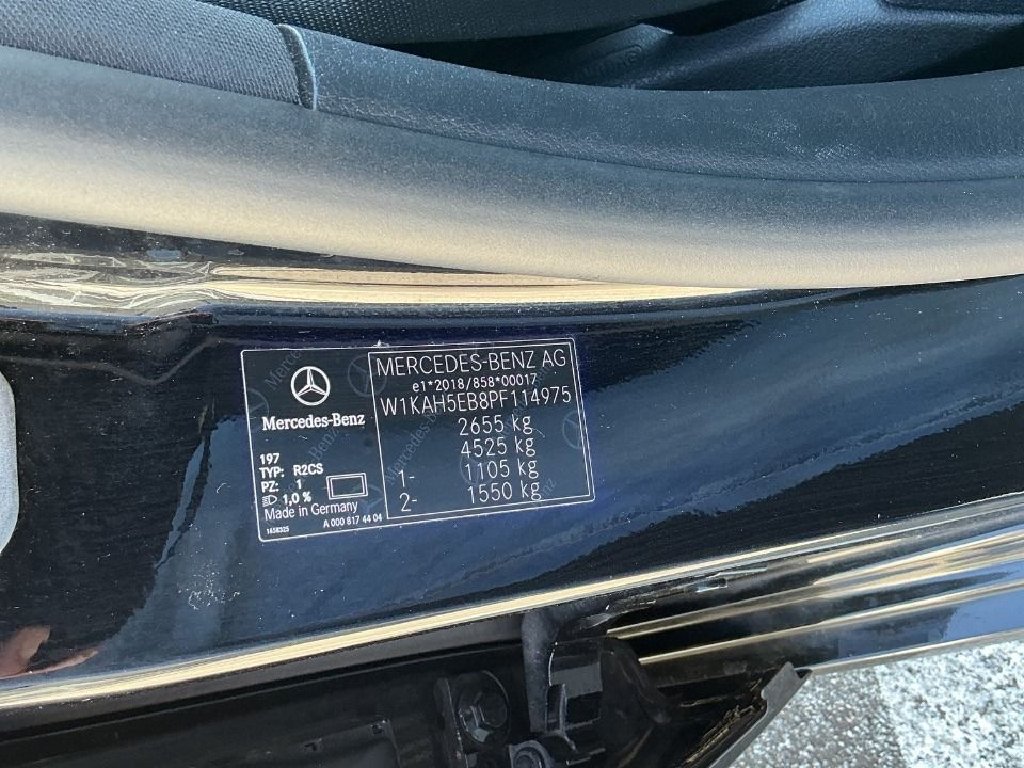 Mercedes-Benz
197
TYP: R2CS
PZ: 1
1,0 %
Made in Germany
1658325
A 000 817 44 04
MERCEDES-BENZ AG
e1*2018/858*00017
W1KAH5EB8PF114975
2655 kg
4525 kg
1- 1105 kg
2- 1550 kg